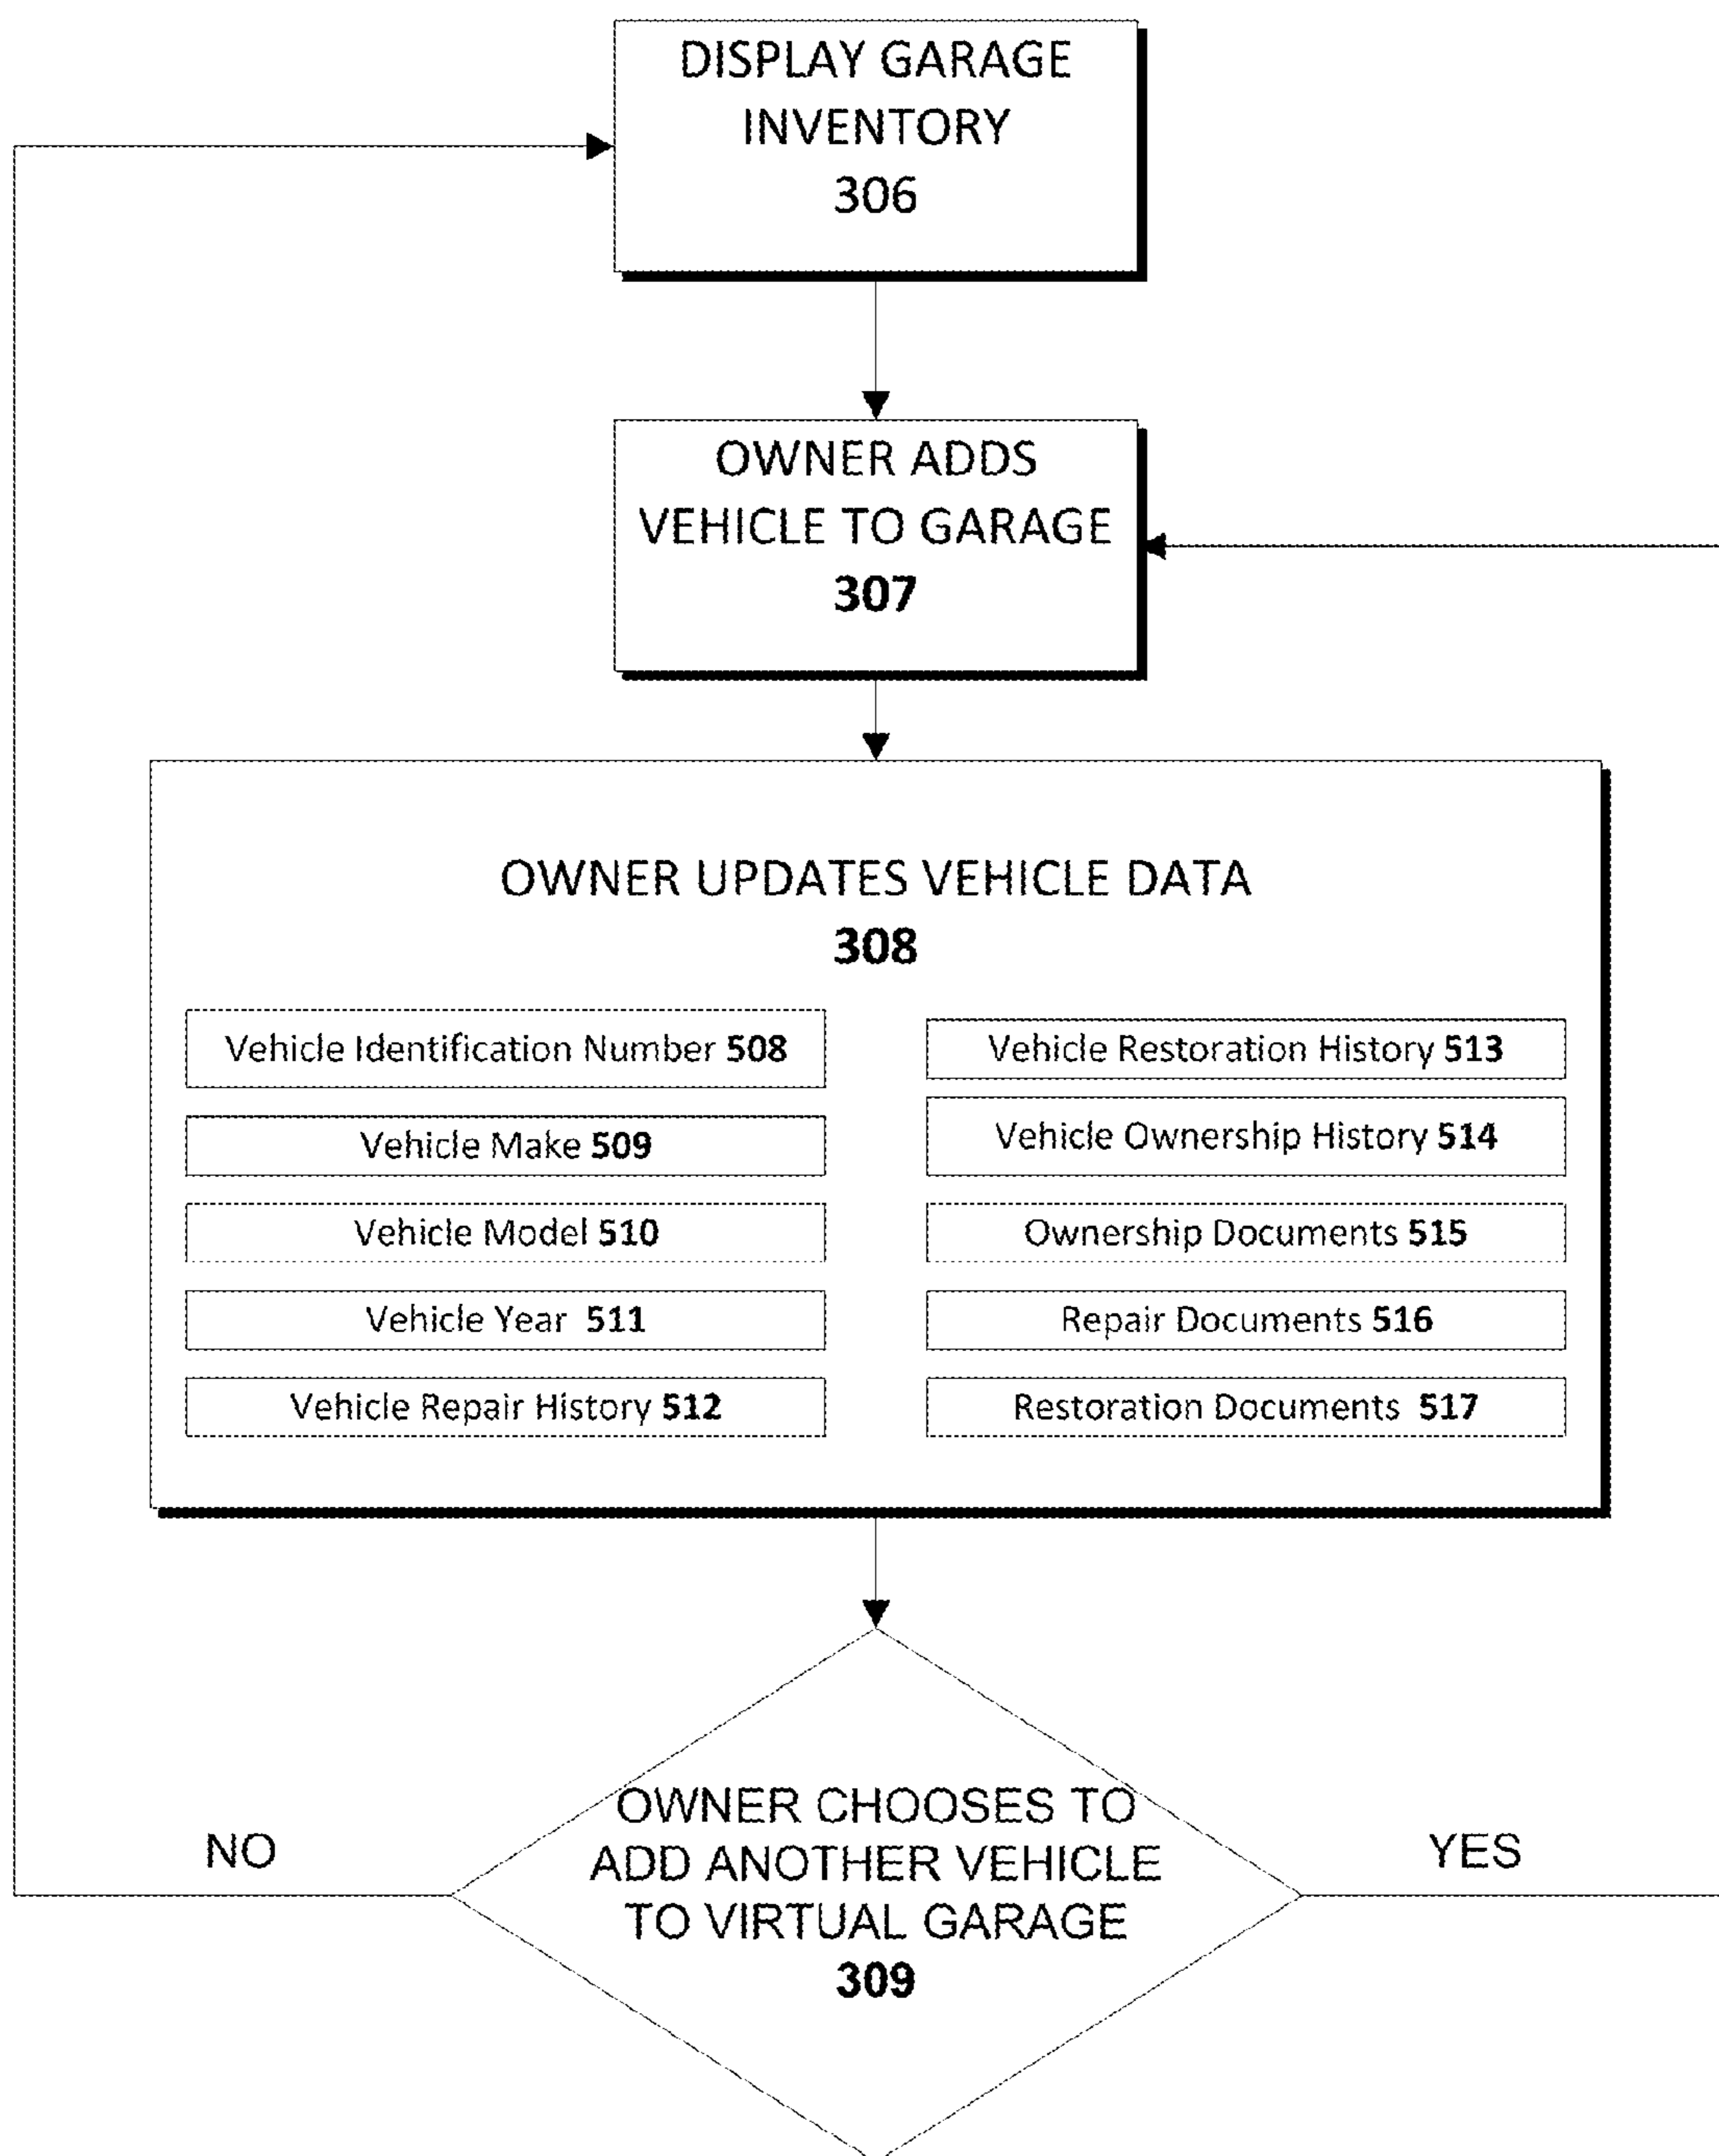 DISPLAY GARAGE
INVENTORY
306
OWNER ADDS
VEHICLE TO GARAGE
307
OWNER UPDATES VEHICLE DATA
308
Vehicle Identification Number 508
Vehicle Make 509
Vehicle Model 510
Vehicle Year 511
Vehicle Repair History 512
Vehicle Restoration History 513
Vehicle Ownership History 514
Ownership Documents 515
Repair Documents 516
Restoration Documents 517
OWNER CHOOSES TO
ADD ANOTHER VEHICLE
TO VIRTUAL GARAGE
309
NO
YES